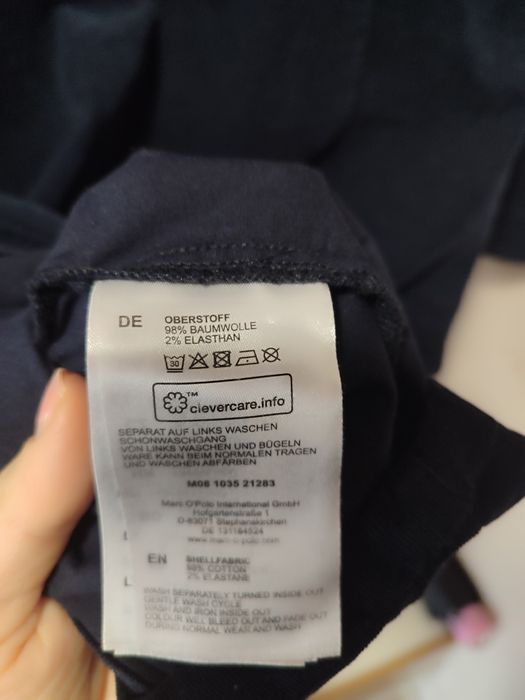 DE OBERSTOFF
98% BAUMWOLLE
2% ELASTHAN
30
clevercare.info™
SEPARAT AUF LINKS WASCHEN
SCHONWASCHGANG
VON LINKS WASCHEN UND BÜGELN
WARE KANN BEIM NORMALEN TRAGEN
UND WASCHEN ABFÄRBEN
M08 1035 21283
Marc O'Polo International GmbH
Hofgartenstraße 1
D-83071 Stephanskirchen
DE 131164524
EN SHELLFABRIC
98% COTTON
2% ELASTANE
WASH SEPARATELY TURNED INSIDE OUT
GENTLE WASH CYCLE
WASH AND IRON INSIDE OUT
COLOUR WILL BLEED OUT AND FADE OUT
DURING NORMAL WEAR AND WASH